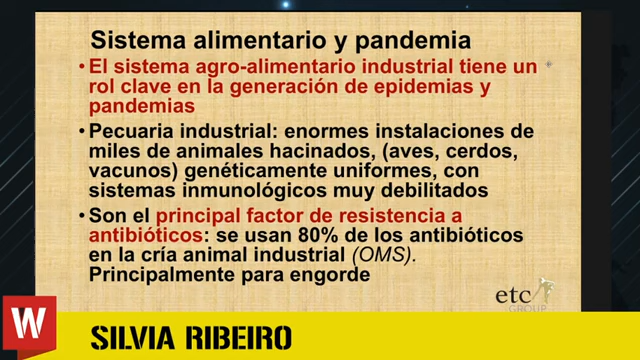 Sistema alimentario y pandemia
• El sistema agro-alimentario industrial tiene un
rol clave en la generación de epidemias y
pandemias
• Pecuaria industrial: enormes instalaciones de
miles de animales hacinados, (aves, cerdos,
vacunos) genéticamente uniformes, con
sistemas inmunológicos muy debilitados
• Son el principal factor de resistencia a
antibióticos: se usan 80% de los antibióticos
en la cría animal industrial (OMS).
Principalmente para engorde
etc
GROUP
W
SILVIA RIBEIRO